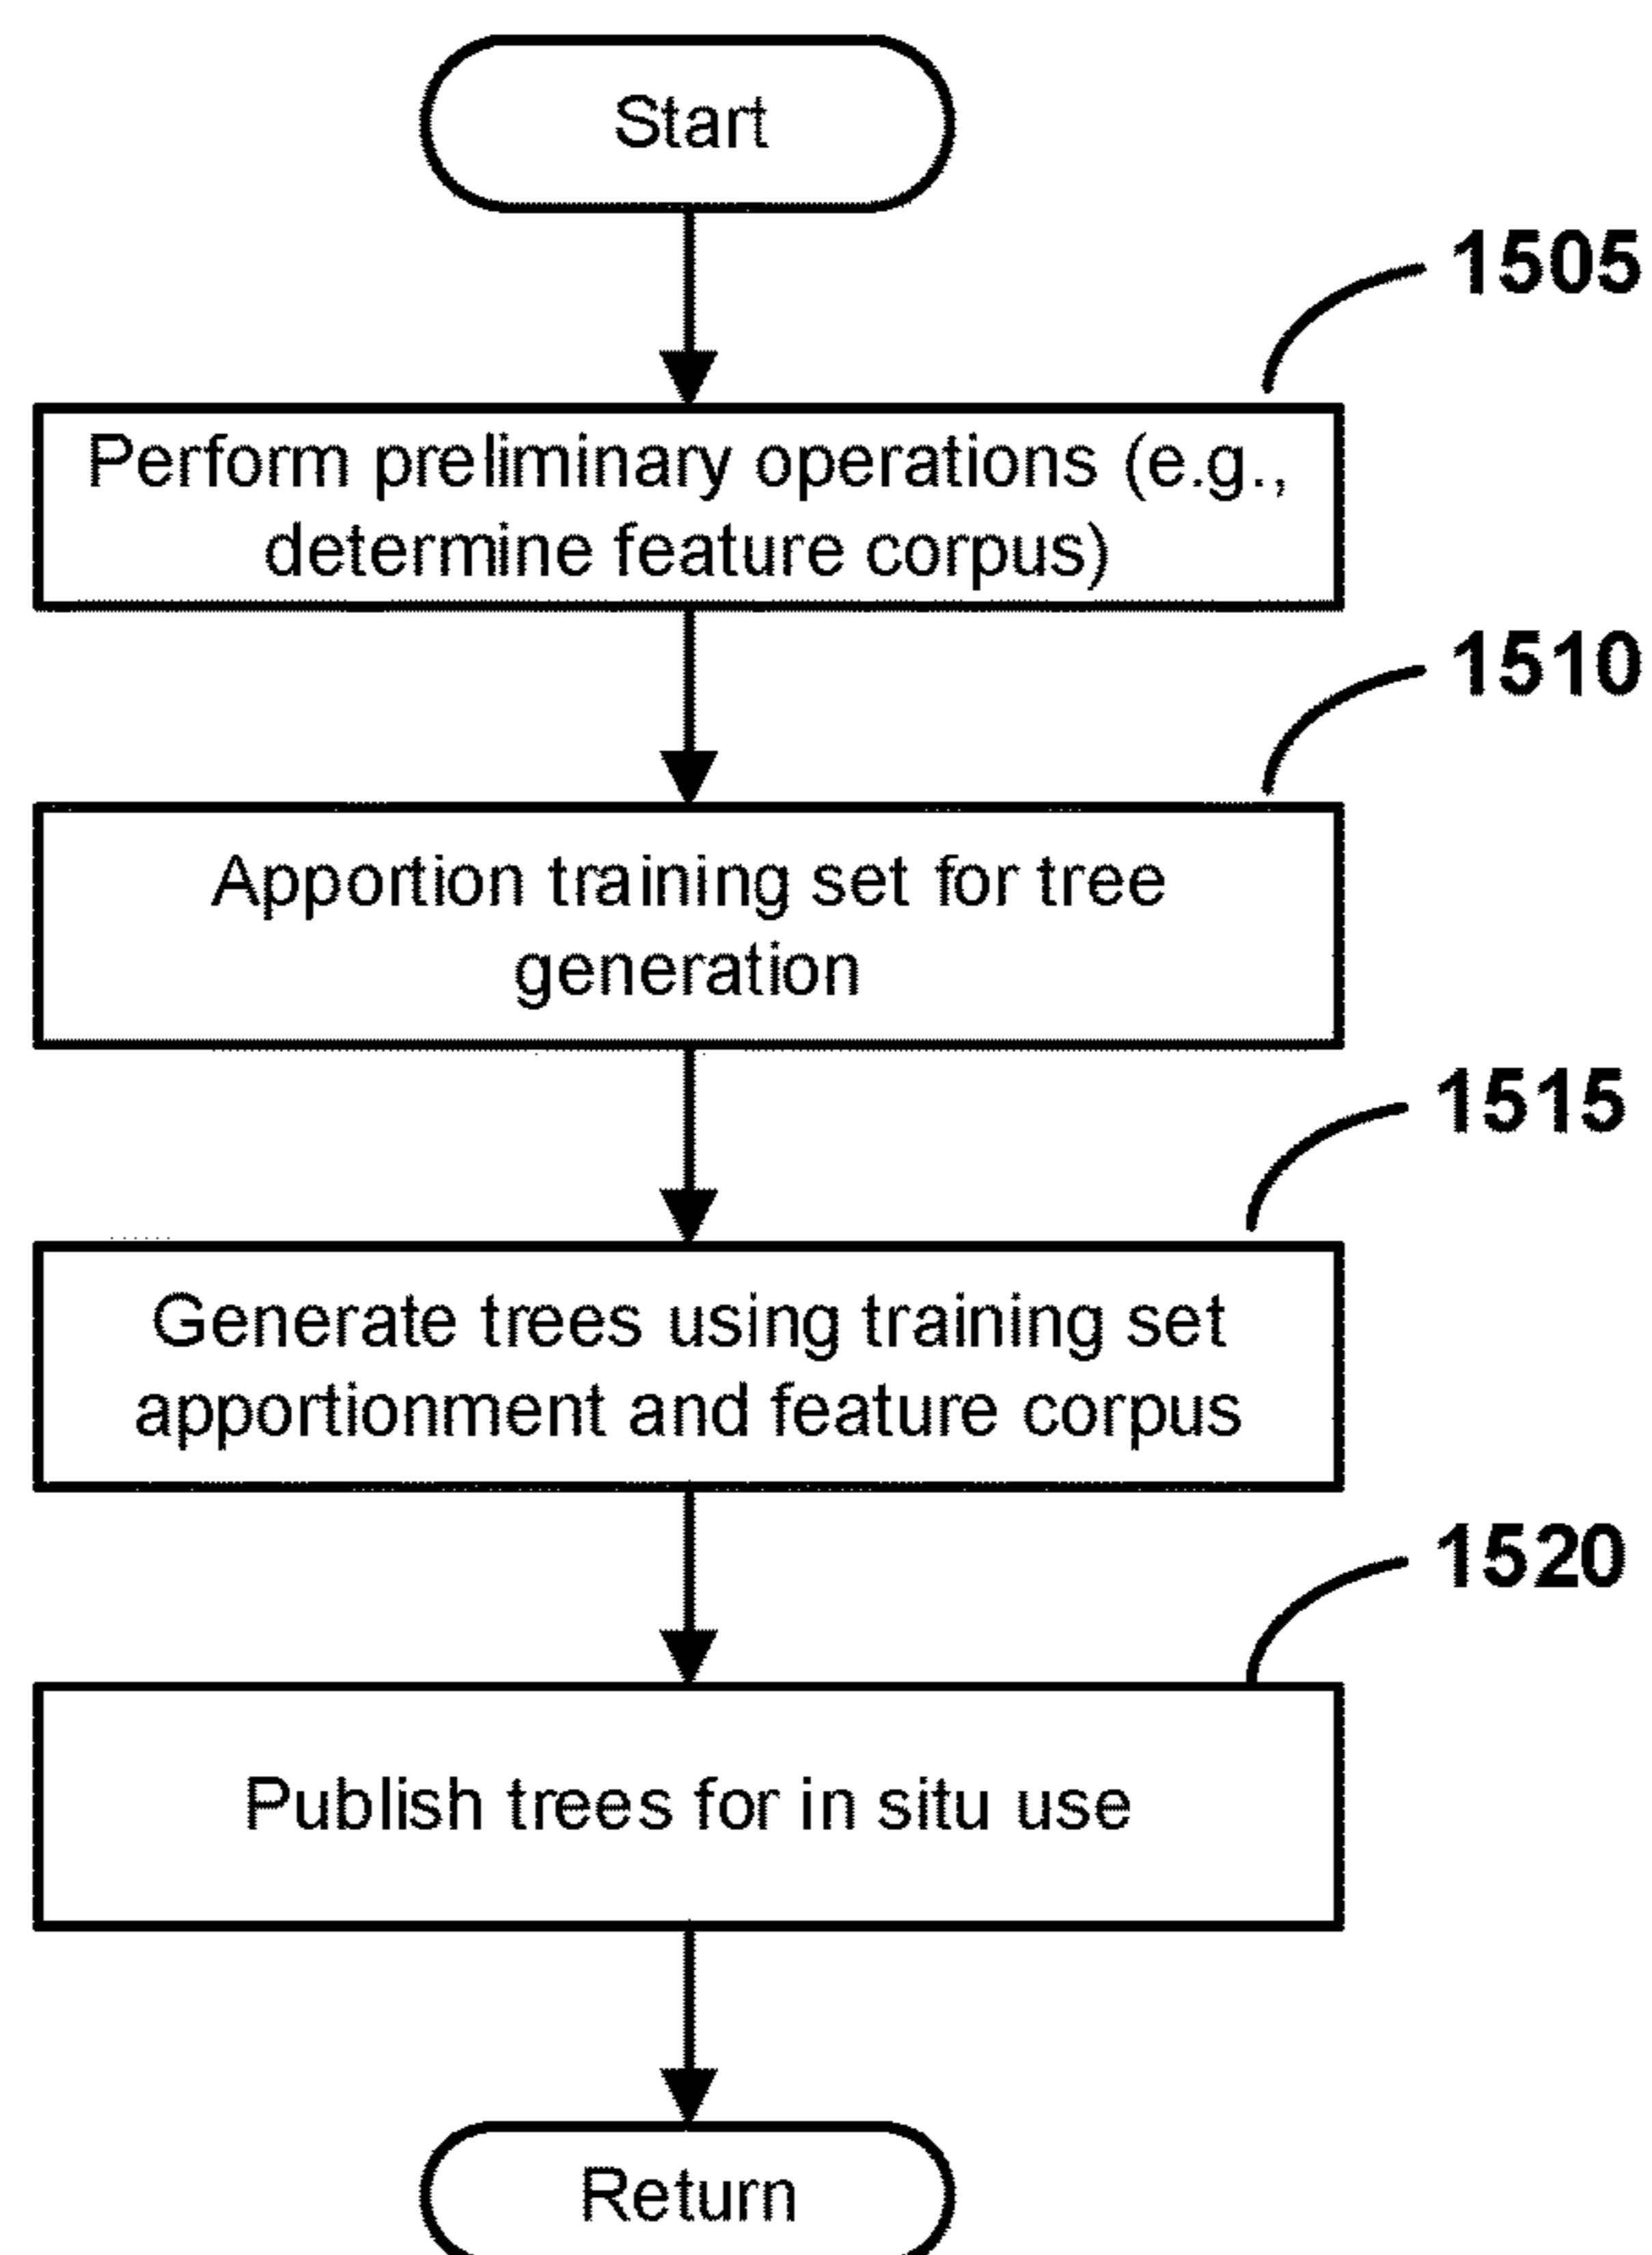 Start
1505
Perform preliminary operations (e.g.,
determine feature corpus)
1510
Apportion training set for tree
generation
1515
Generate trees using training set
apportionment and feature corpus
1520
Publish trees for in situ use
Return